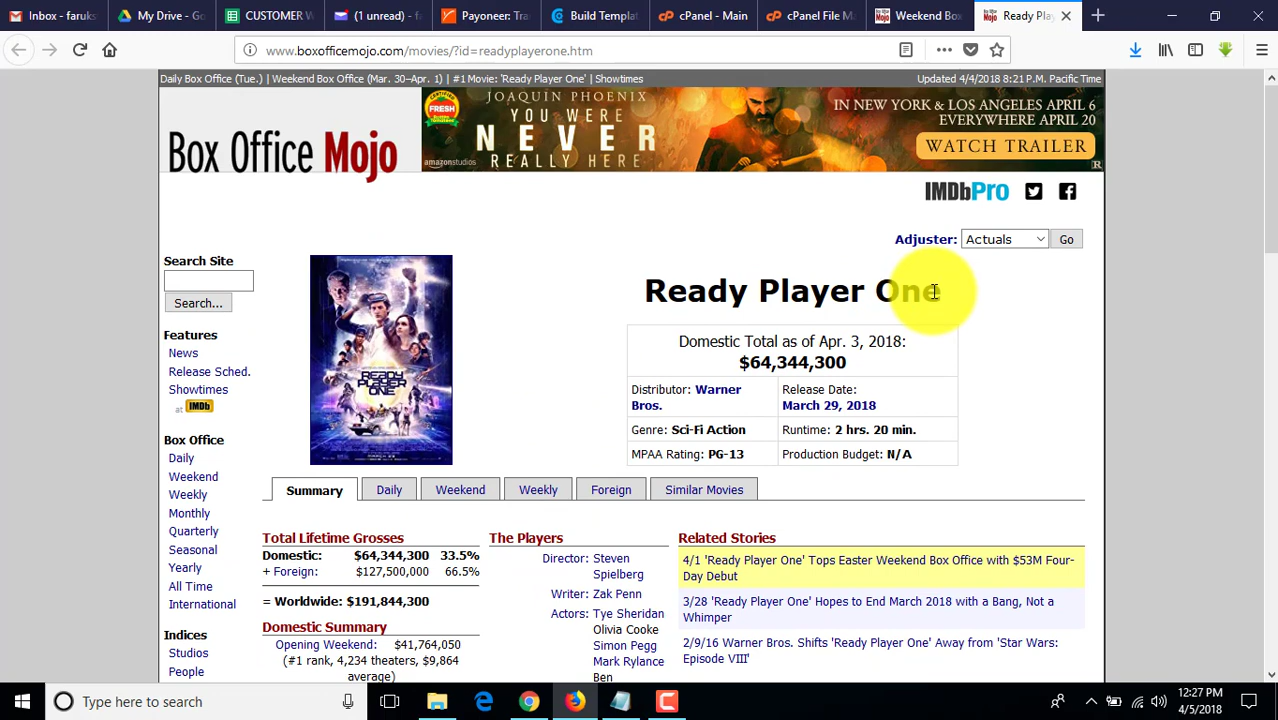 Inbox - faruks
My Drive - Go
CUSTOMER W
(1 unread) - f
Payoneer: Tra
Build Templat
cPanel - Main
cPanel File M
Weekend Box
Ready Play
www.boxofficemojo.com/movies/?id=readyplayerone.htm
Daily Box Office (Tue.) | Weekend Box Office (Mar. 30–Apr. 1) | #1 Movie: 'Ready Player One' | Showtimes
Updated 4/4/2018 8:21 P.M. Pacific Time
Box Office Mojo
CERTIFIED
FRESH
Rotten Tomatoes
amazonstudios
JOAQUIN PHOENIX
YOU WERE
NEVER
REALLY HERE
IN NEW YORK & LOS ANGELES APRIL 6
EVERYWHERE APRIL 20
WATCH TRAILER
R
IMDbPro
Adjuster: Actuals Go
Search Site
Search...
Features
News
Release Sched.
Showtimes
at IMDb
Box Office
Daily
Weekend
Weekly
Monthly
Quarterly
Seasonal
Yearly
All Time
International
Indices
Studios
People
READY
PLAYER
ONE
Ready Player One
Domestic Total as of Apr. 3, 2018:
$64,344,300
Distributor: Warner
Bros.
Release Date:
March 29, 2018
Genre: Sci-Fi Action
Runtime: 2 hrs. 20 min.
MPAA Rating: PG-13
Production Budget: N/A
Summary Daily Weekend Weekly Foreign Similar Movies
Total Lifetime Grosses
Domestic: $64,344,300 33.5%
+ Foreign: $127,500,000 66.5%
= Worldwide: $191,844,300
Domestic Summary
Opening Weekend: $41,764,050
(#1 rank, 4,234 theaters, $9,864
average)
The Players
Director: Steven
Spielberg
Writer: Zak Penn
Actors: Tye Sheridan
Olivia Cooke
Simon Pegg
Mark Rylance
Ben
Related Stories
4/1 'Ready Player One' Tops Easter Weekend Box Office with $53M Four-
Day Debut
3/28 'Ready Player One' Hopes to End March 2018 with a Bang, Not a
Whimper
2/9/16 Warner Bros. Shifts 'Ready Player One' Away from 'Star Wars:
Episode VIII'
Type here to search
12:27 PM
4/5/2018